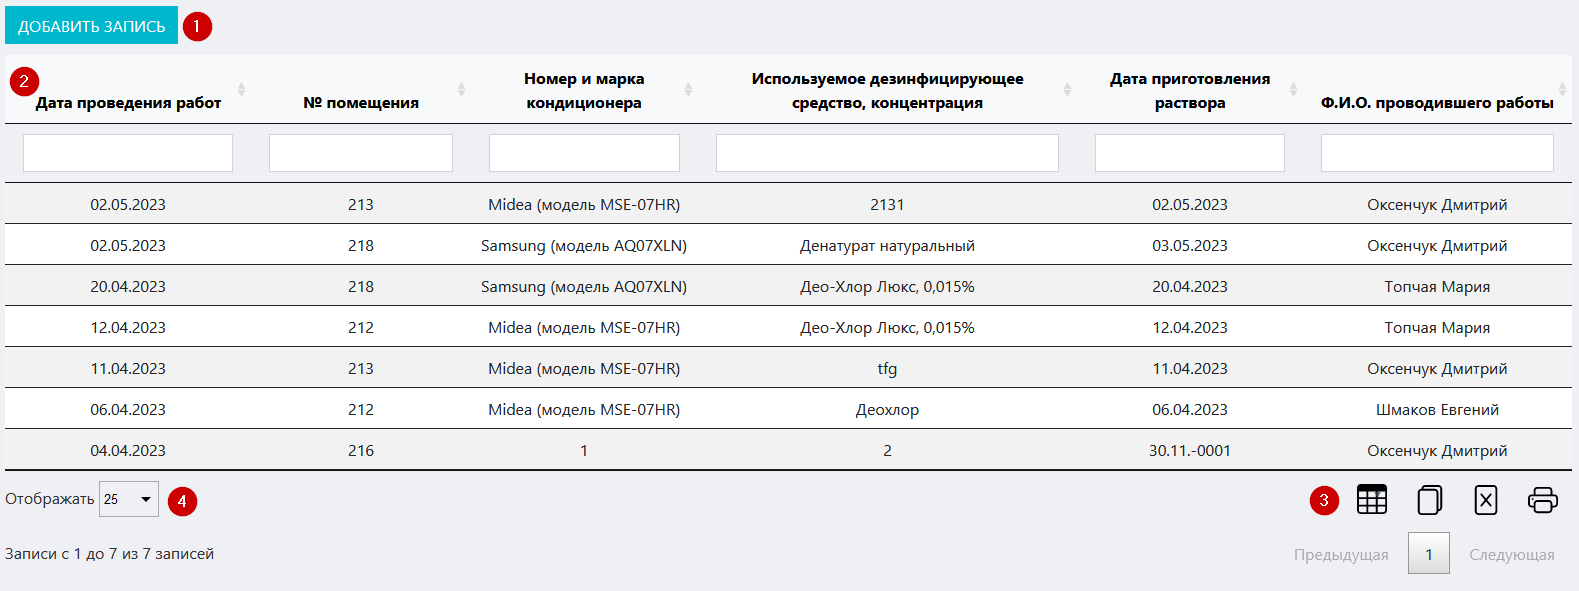 ДОБАВИТЬ ЗАПИСЬ 1
2
Дата проведения работ № помещения Номер и марка кондиционера Используемое дезинфицирующее средство, концентрация Дата приготовления раствора Ф.И.О. проводившего работы
02.05.2023 213 Midea (модель MSE-07HR) 2131 02.05.2023 Оксенчук Дмитрий
02.05.2023 218 Samsung (модель AQ07XLN) Денатурат натуральный 03.05.2023 Оксенчук Дмитрий
20.04.2023 218 Samsung (модель AQ07XLN) Део-Хлор Люкс, 0,015% 20.04.2023 Топчая Мария
12.04.2023 212 Midea (модель MSE-07HR) Део-Хлор Люкс, 0,015% 12.04.2023 Топчая Мария
11.04.2023 213 Midea (модель MSE-07HR) tfg 11.04.2023 Оксенчук Дмитрий
06.04.2023 212 Midea (модель MSE-07HR) Деохлор 06.04.2023 Шмаков Евгений
04.04.2023 216 1 2 30.11.-0001 Оксенчук Дмитрий
Отображать 25 4 3
Записи с 1 до 7 из 7 записей Предыдущая 1 Следующая